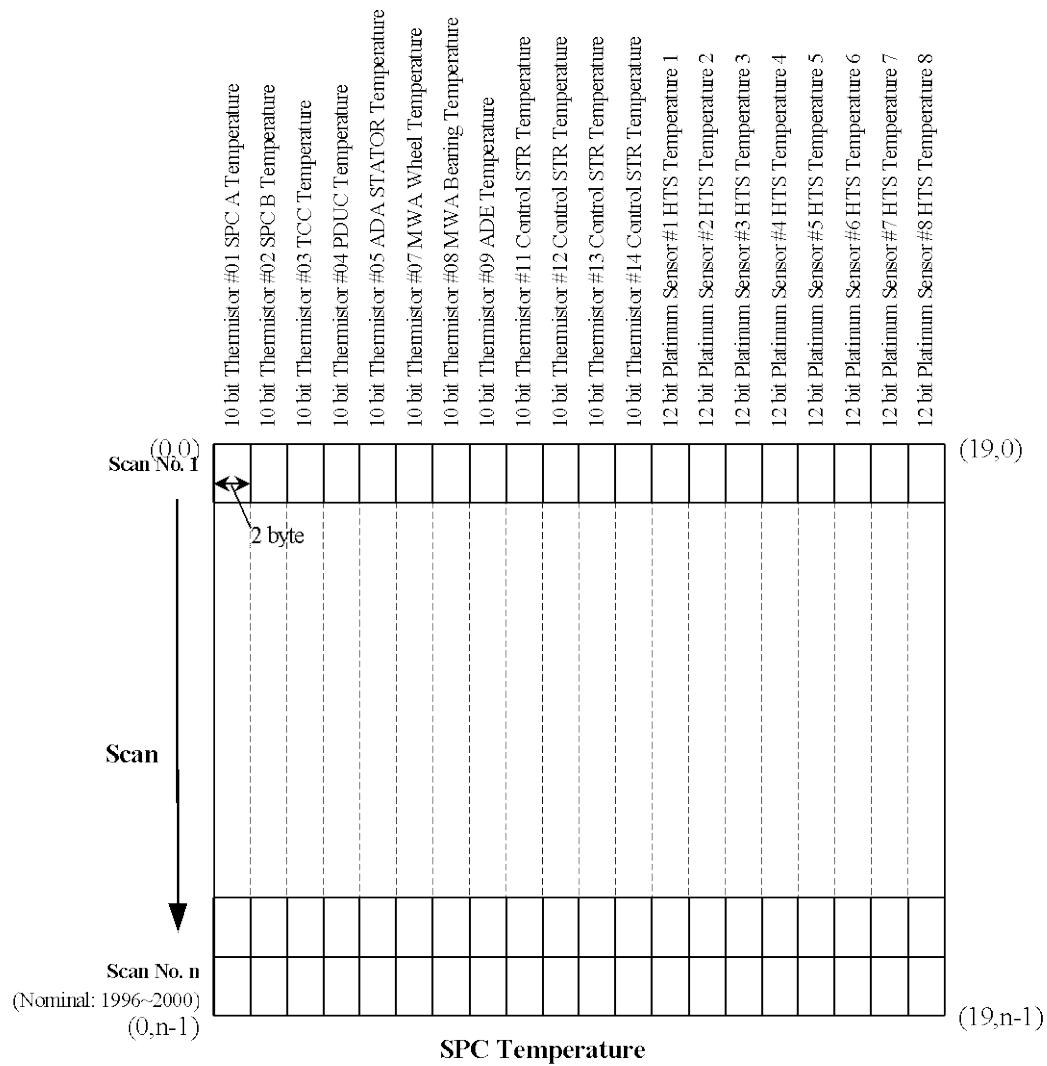 10 bit Thermistor #01 SPC A Temperature
10 bit Thermistor #02 SPC B Temperature
10 bit Thermistor #03 TCC Temperature
10 bit Thermistor #04 PDUC Temperature
10 bit Thermistor #05 ADA STATOR Temperature
10 bit Thermistor #07 MWA Wheel Temperature
10 bit Thermistor #08 MWA Bearing Temperature
10 bit Thermistor #09 ADE Temperature
10 bit Thermistor #11 Control STR Temperature
10 bit Thermistor #12 Control STR Temperature
10 bit Thermistor #13 Control STR Temperature
10 bit Thermistor #14 Control STR Temperature
12 bit Platinum Sensor #1 HTS Temperature 1
12 bit Platinum Sensor #2 HTS Temperature 2
12 bit Platinum Sensor #3 HTS Temperature 3
12 bit Platinum Sensor #4 HTS Temperature 4
12 bit Platinum Sensor #5 HTS Temperature 5
12 bit Platinum Sensor #6 HTS Temperature 6
12 bit Platinum Sensor #7 HTS Temperature 7
12 bit Platinum Sensor #8 HTS Temperature 8
(0,0)
(19,0)
Scan No. 1
2 byte
Scan
Scan No. n
(Nominal: 1996~2000)
(0,n-1)
(19,n-1)
SPC Temperature